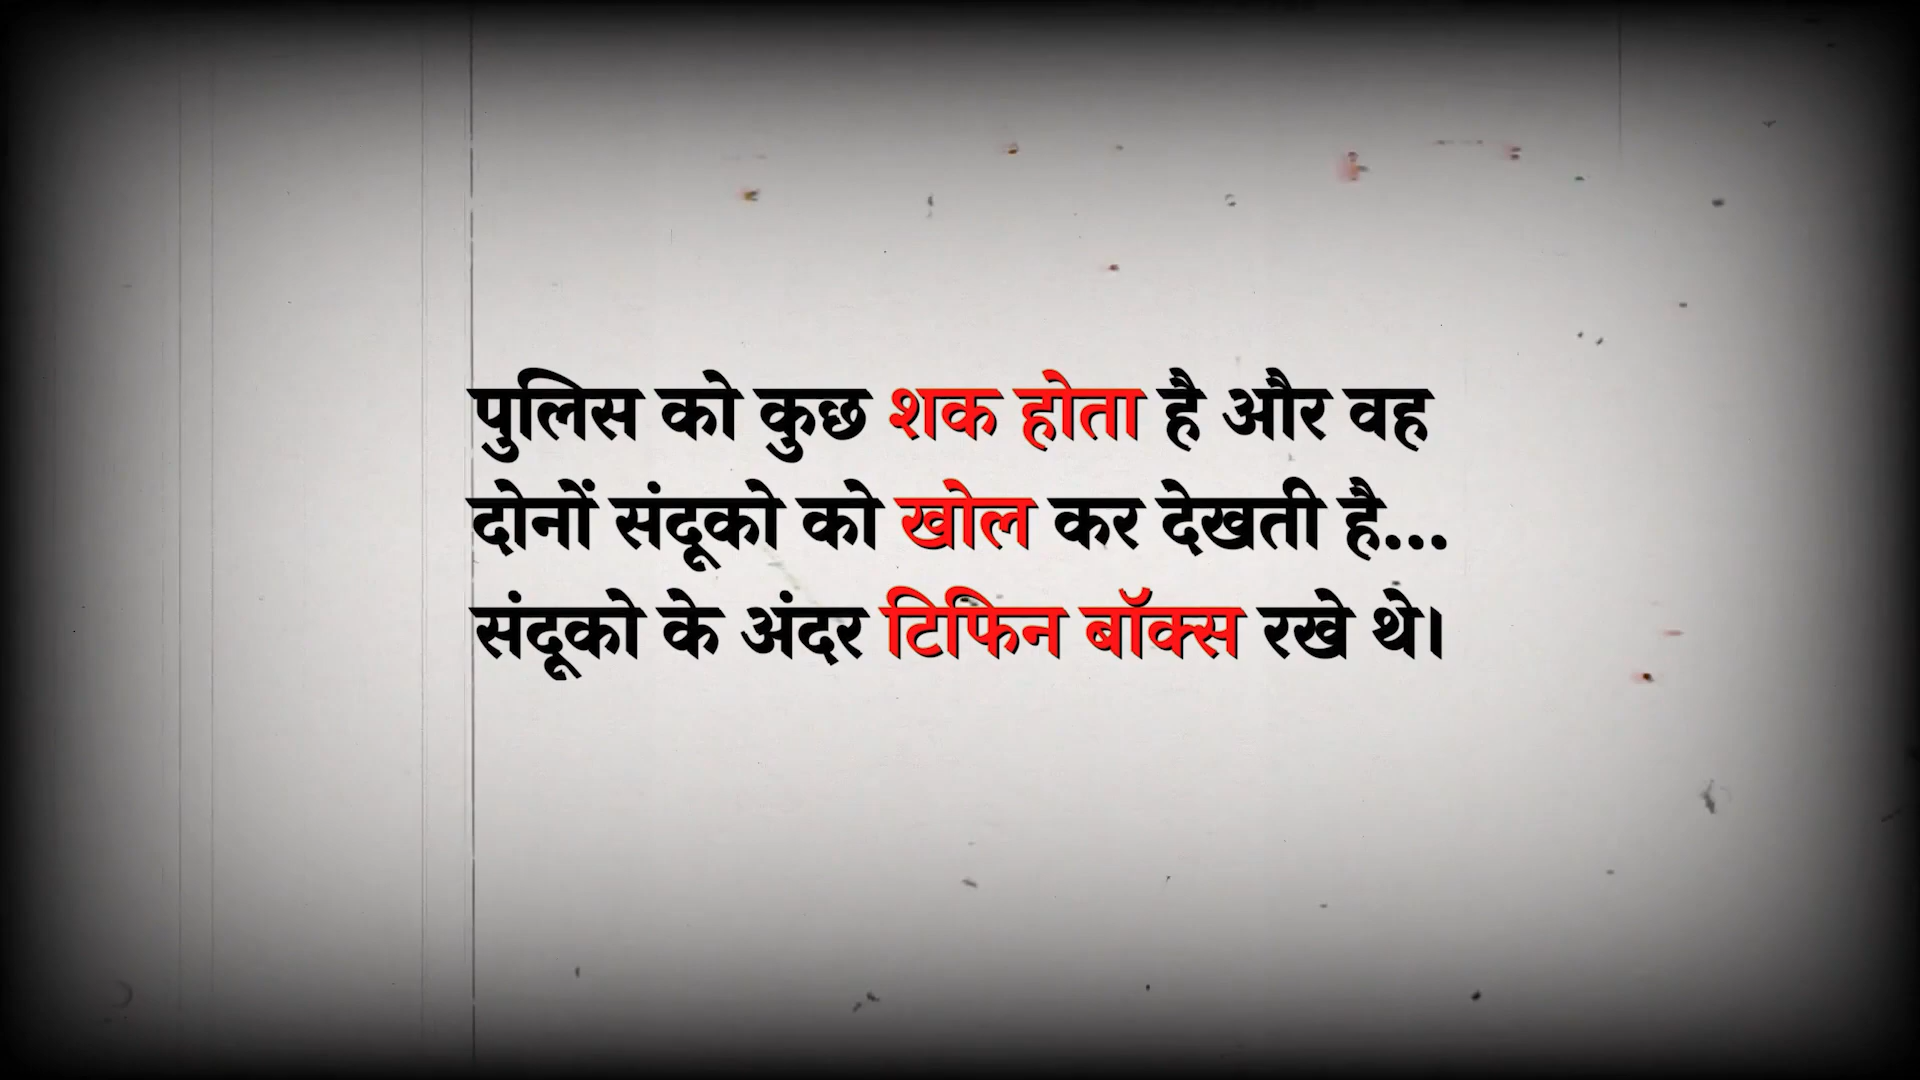 पुलिस को कुछ शक होता है और वह
दोनों संदूको को खोल कर देखती है...
संदूको के अंदर टिफिन बॉक्स रखे थे।